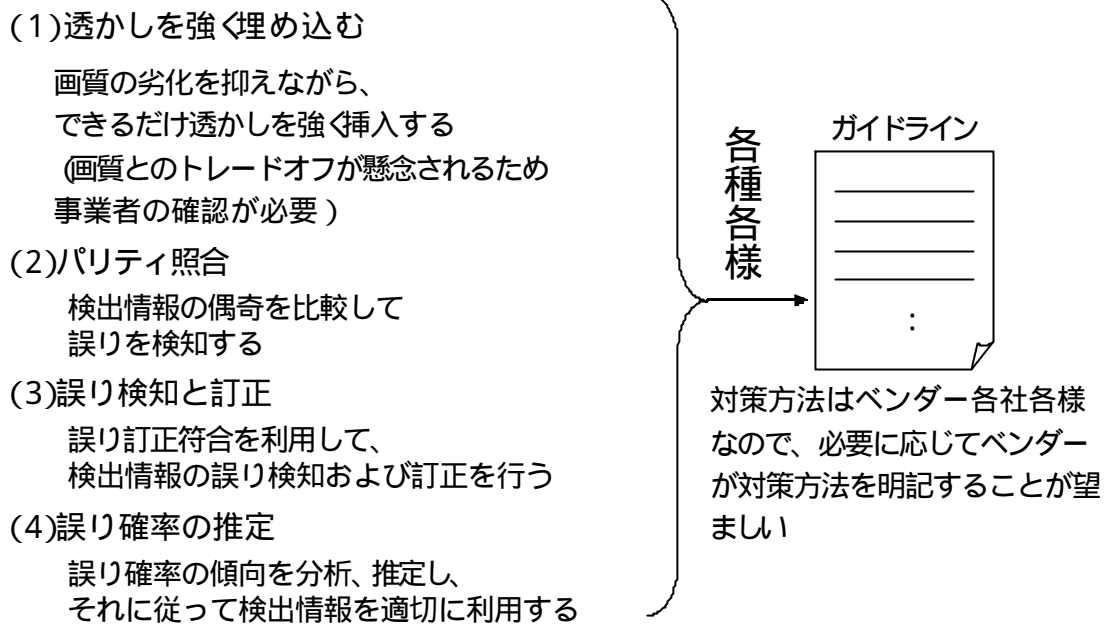 (1)透かしを強く埋め込む
画質の劣化を抑えながら、
できるだけ透かしを強く挿入する
(画質とのトレードオフが懸念されるため
事業者の確認が必要)
(2)パリティ照合
検出情報の偶奇を比較して
誤りを検知する
(3)誤り検知と訂正
誤り訂正符合を利用して、
検出情報の誤り検知および訂正を行う
(4)誤り確率の推定
誤り確率の傾向を分析、推定し、
それに従って検出情報を適切に利用する
各種各様
ガイドライン
:
対策方法はベンダー各社各様
なので、必要に応じてベンダー
が対策方法を明記することが望
ましい